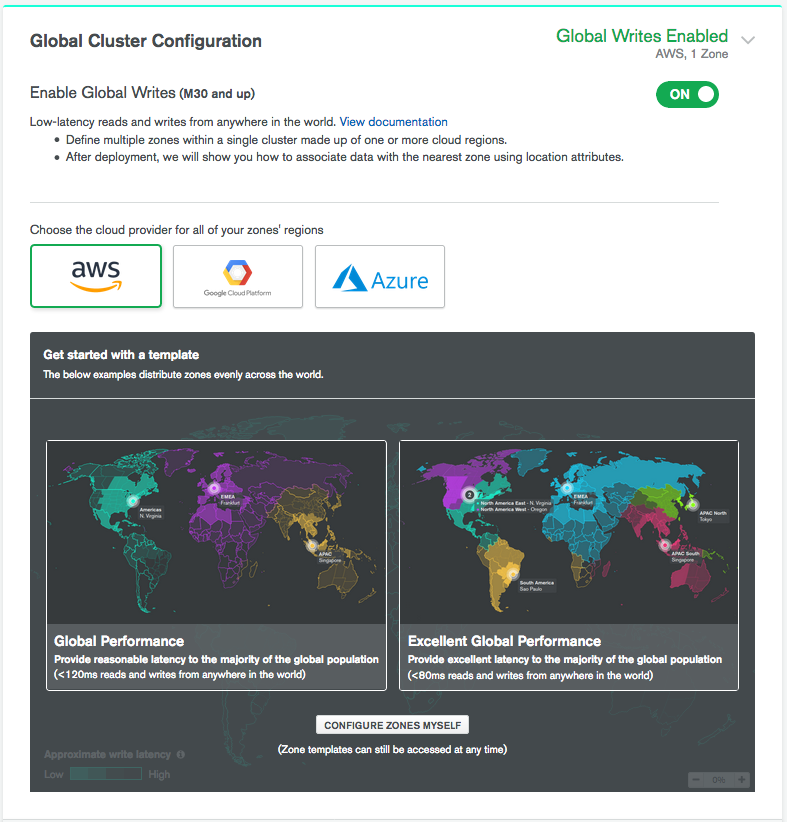 Global Cluster Configuration
Global Writes Enabled
AWS, 1 Zone
Enable Global Writes (M30 and up)
ON
Low-latency reads and writes from anywhere in the world. View documentation
• Define multiple zones within a single cluster made up of one or more cloud regions.
• After deployment, we will show you how to associate data with the nearest zone using location attributes.
Choose the cloud provider for all of your zones' regions
aws
Google Cloud Platform
Azure
Get started with a template
The below examples distribute zones evenly across the world.
Americas
N. Virginia
EMEA
Frankfurt
APAC
Singapore
Global Performance
Provide reasonable latency to the majority of the global population
(<120ms reads and writes from anywhere in the world)
2
North America East - N. Virginia
North America West - Oregon
EMEA
Frankfurt
APAC North
Tokyo
APAC South
Singapore
South America
Sao Paulo
Excellent Global Performance
Provide excellent latency to the majority of the global population
(<80ms reads and writes from anywhere in the world)
CONFIGURE ZONES MYSELF
(Zone templates can still be accessed at any time)
Approximate write latency
Low
High
− 0% +